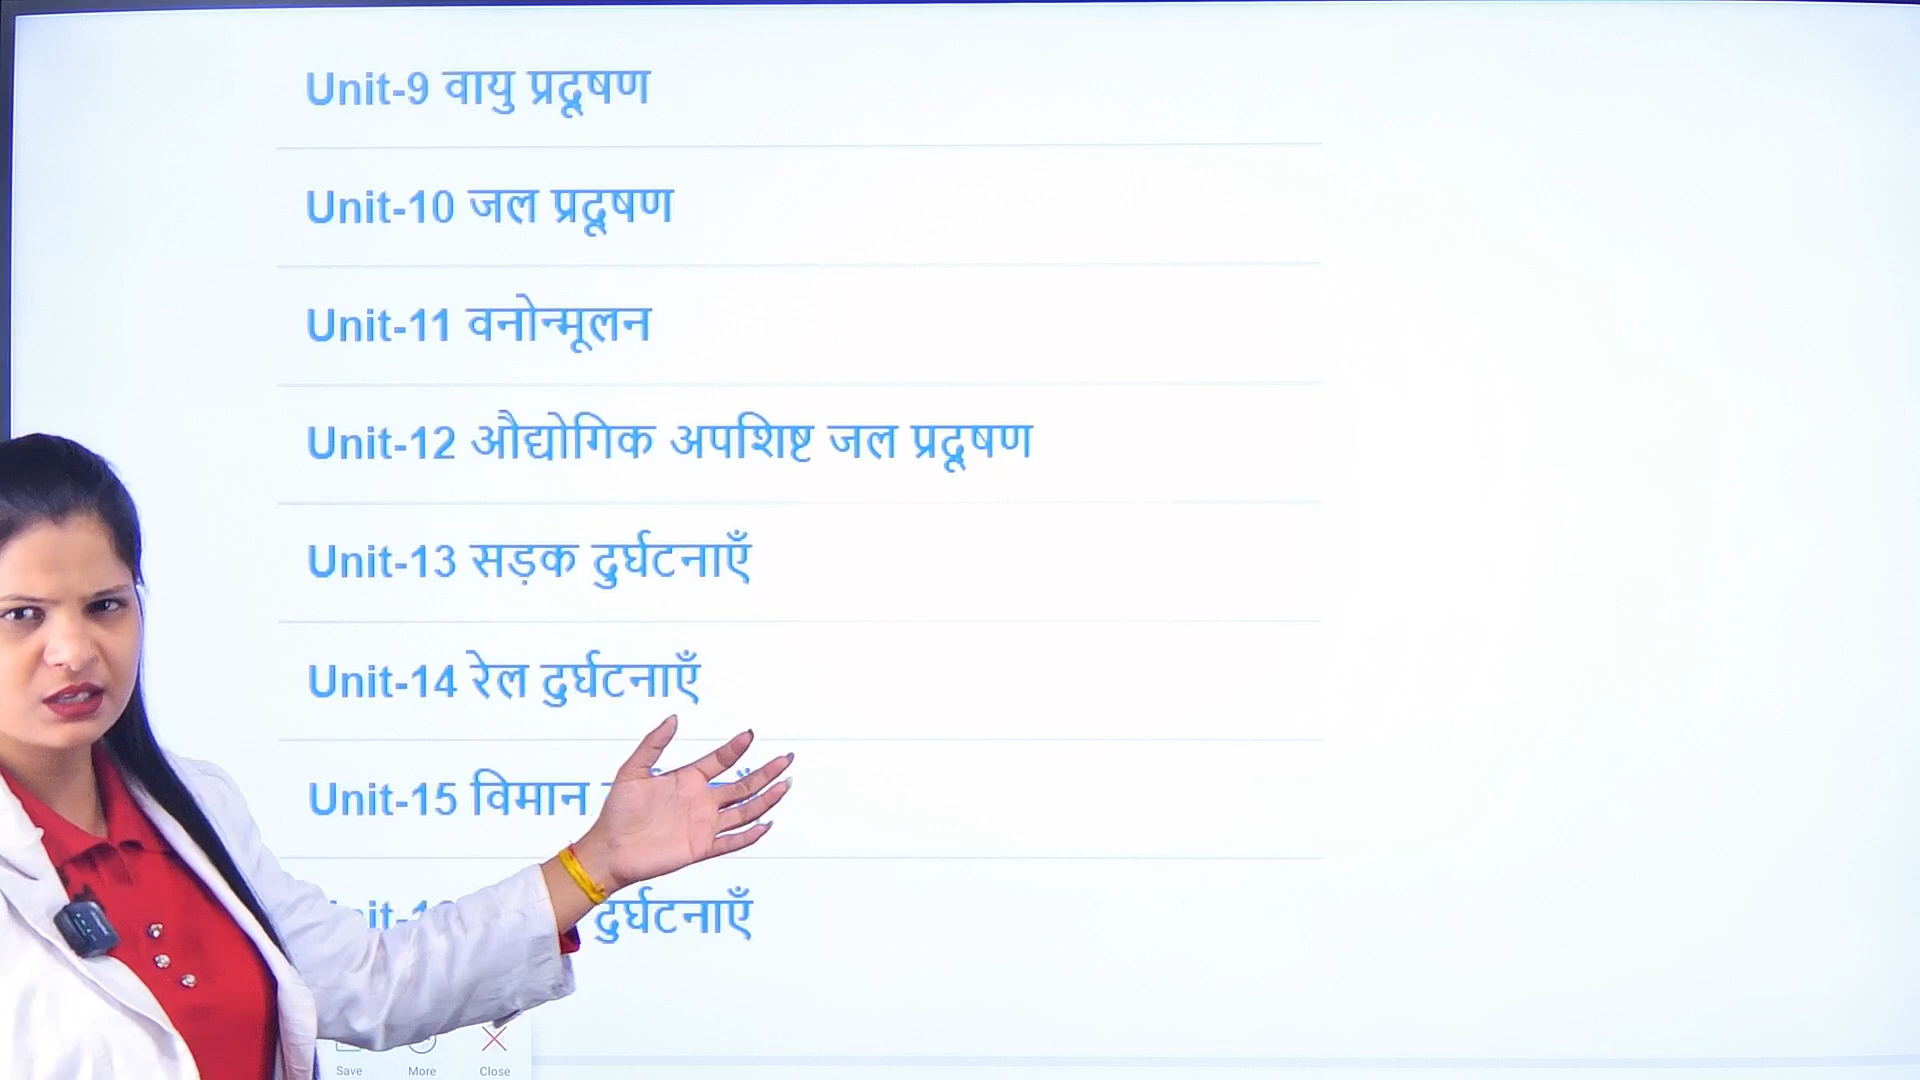 Unit-9 वायु प्रदूषण
Unit-10 जल प्रदूषण
Unit-11 वनोन्मूलन
Unit-12 औद्योगिक अपशिष्ट जल प्रदूषण
Unit-13 सड़क दुर्घटनाएँ
Unit-14 रेल दुर्घटनाएँ
Unit-15 विमान
दुर्घटनाएँ
Save More Close